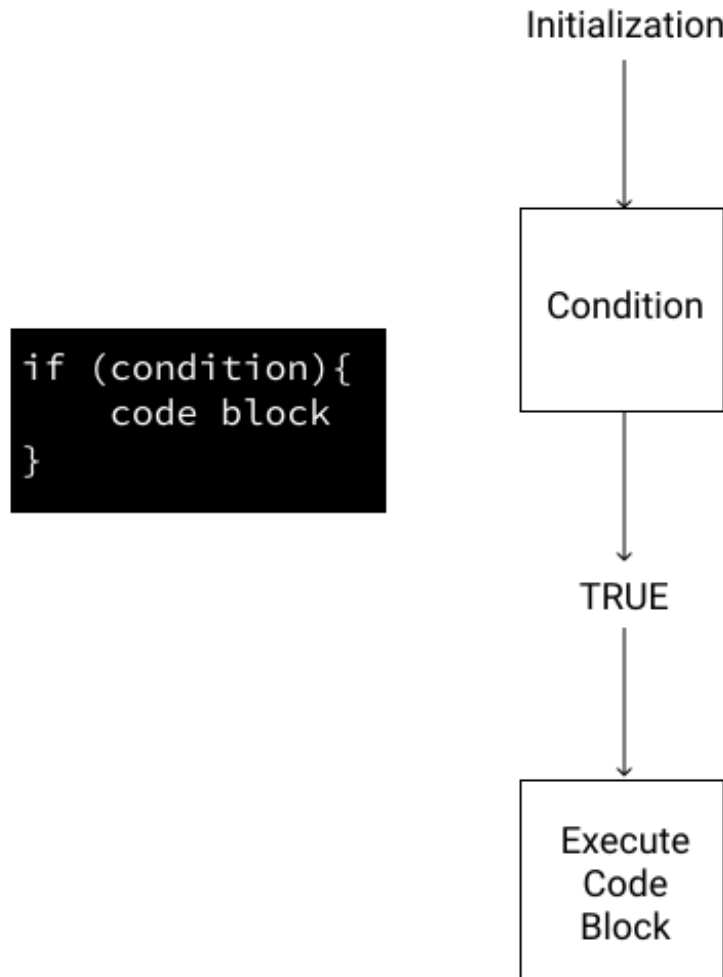 Initialization
Condition
if (condition){
    code block
}
TRUE
Execute
Code
Block